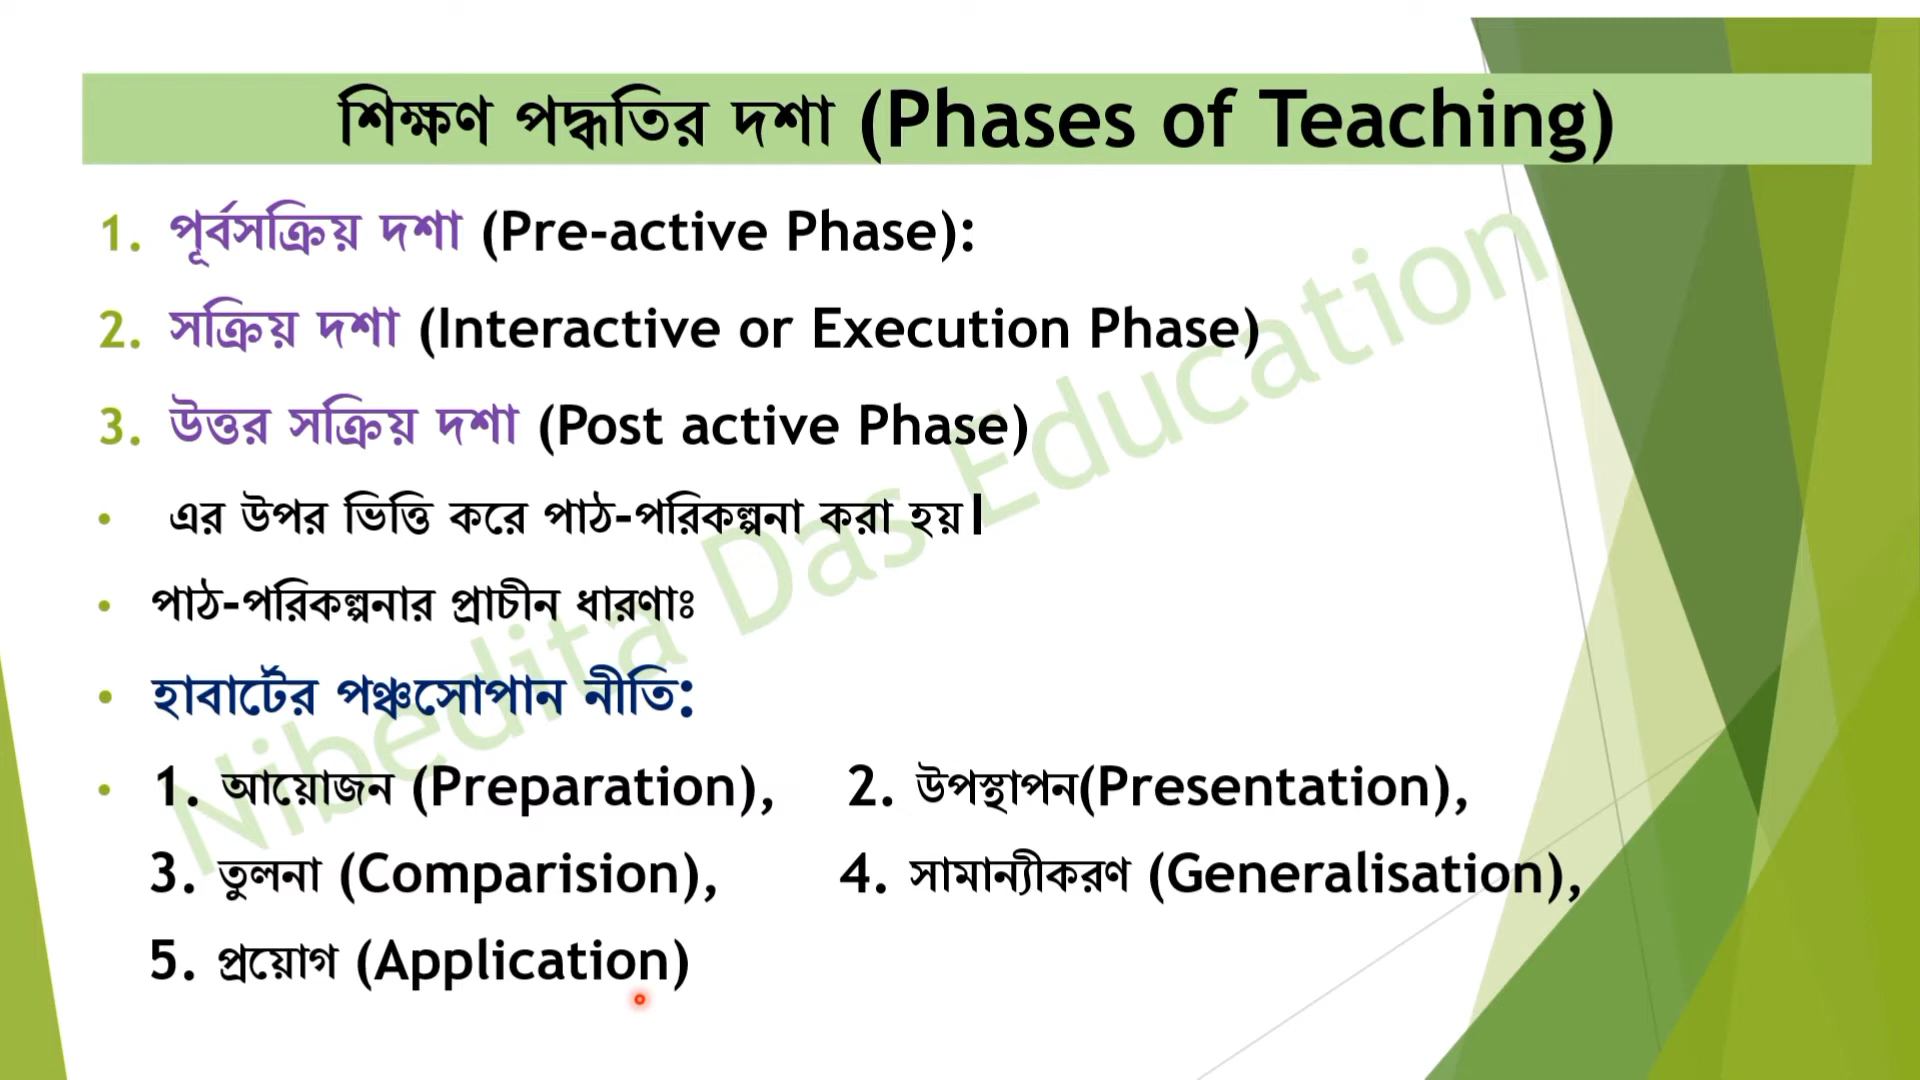 শিক্ষণ পদ্ধতির দশা (Phases of Teaching)
1. পূর্বসক্রিয় দশা (Pre-active Phase):
2. সক্রিয় দশা (Interactive or Execution Phase)
3. উত্তর সক্রিয় দশা (Post active Phase)
• এর উপর ভিত্তি করে পাঠ-পরিকল্পনা করা হয়।
• পাঠ-পরিকল্পনার প্রাচীন ধারণাঃ
• হাবার্টের পঞ্চসোপান নীতি:
• 1. আয়োজন (Preparation), 2. উপস্থাপন(Presentation),
3. তুলনা (Comparision), 4. সামান্যীকরণ (Generalisation),
5. প্রয়োগ (Application)
Nibedita Das Education